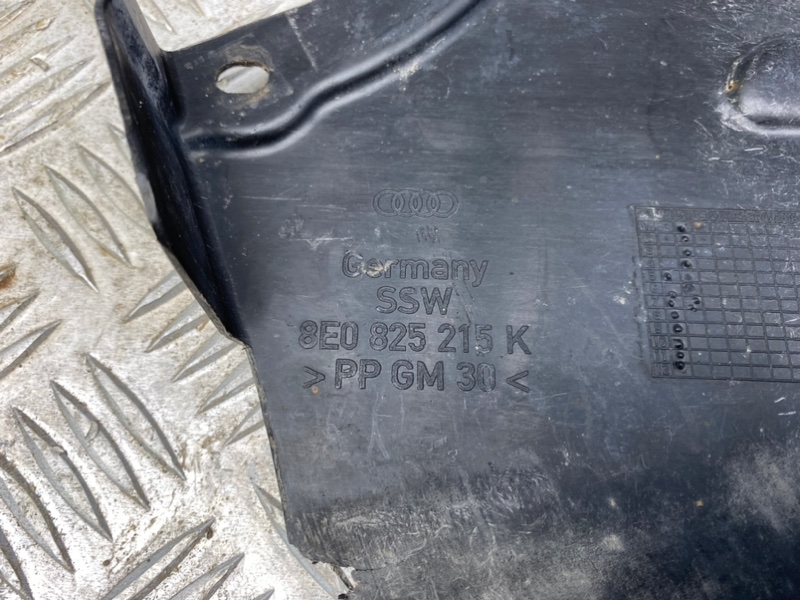 Germany
SSW
8E0 825 215 K
> PP GM 30 <